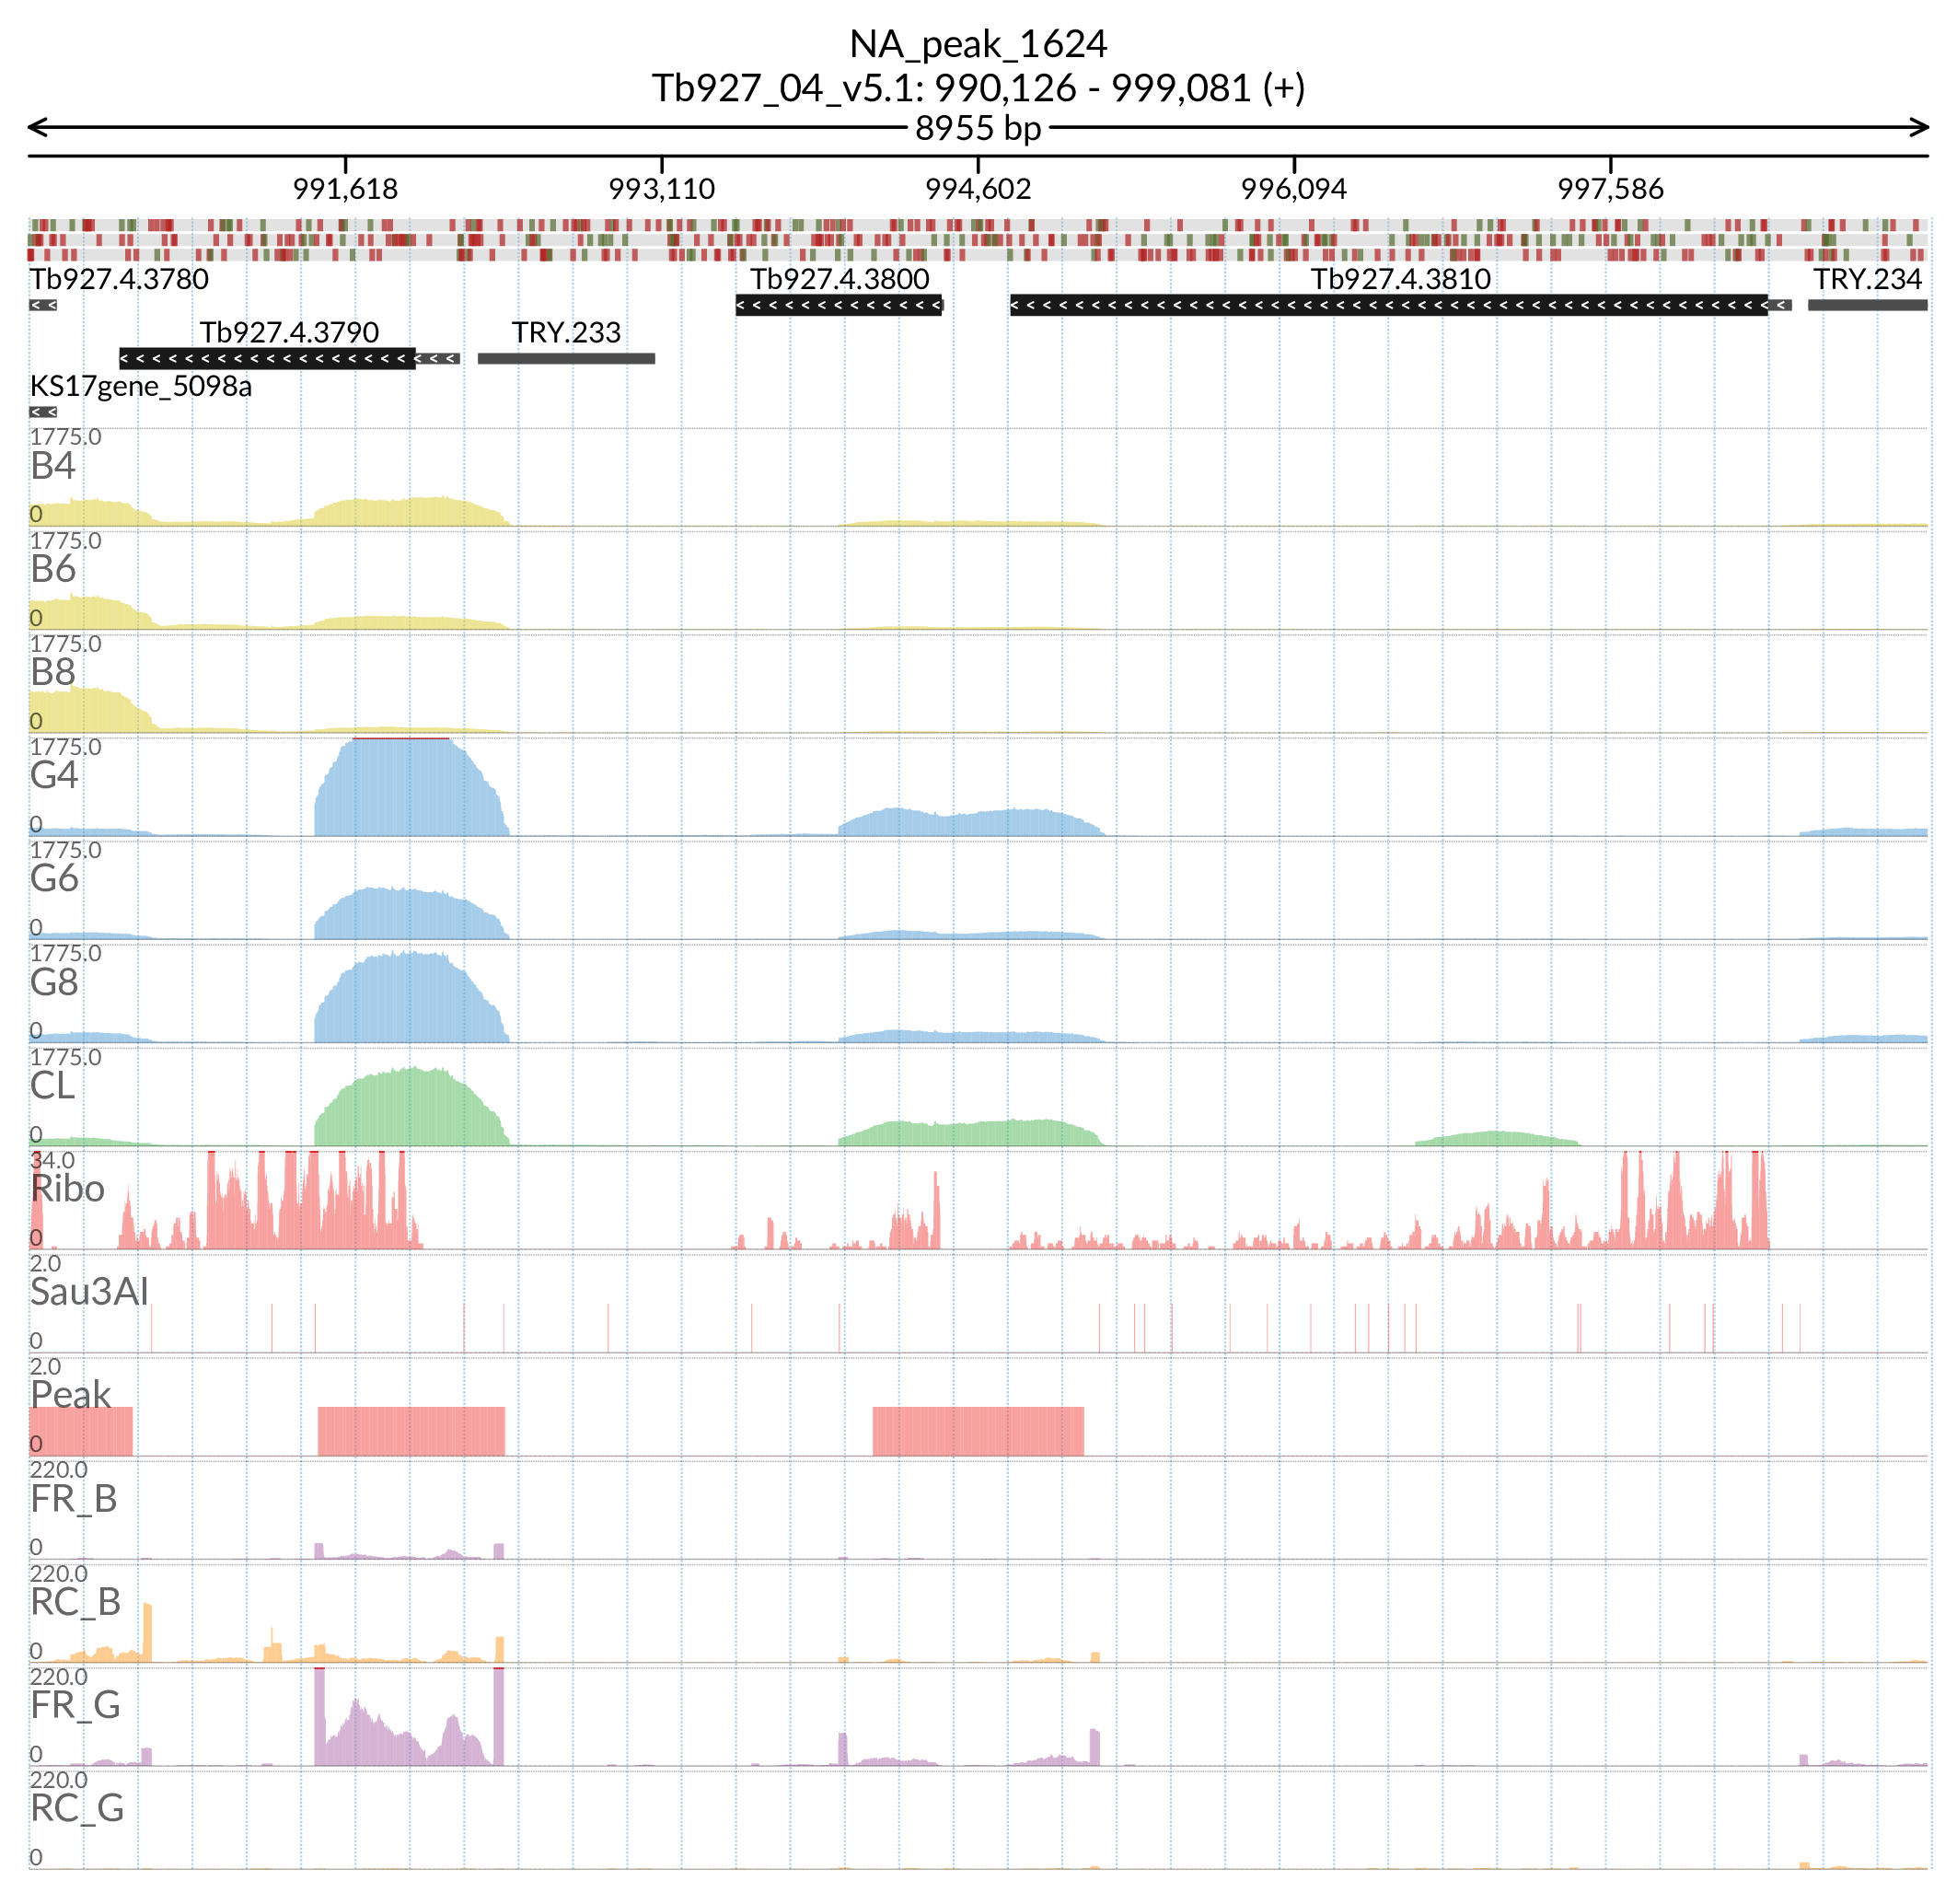 NA_peak_1624
Tb927_04_v5.1: 990,126 - 999,081 (+)
8955 bp
991,618 993,110 994,602 996,094 997,586
Tb927.4.3780 Tb927.4.3800 Tb927.4.3810 TRY.234
Tb927.4.3790 TRY.233
KS17gene_5098a
1775.0
B4
0
1775.0
B6
0
1775.0
B8
0
1775.0
G4
0
1775.0
G6
0
1775.0
G8
0
1775.0
CL
0
34.0
Ribo
0
2.0
Sau3AI
0
2.0
Peak
0
220.0
FR_B
0
220.0
RC_B
0
220.0
FR_G
0
220.0
RC_G
0